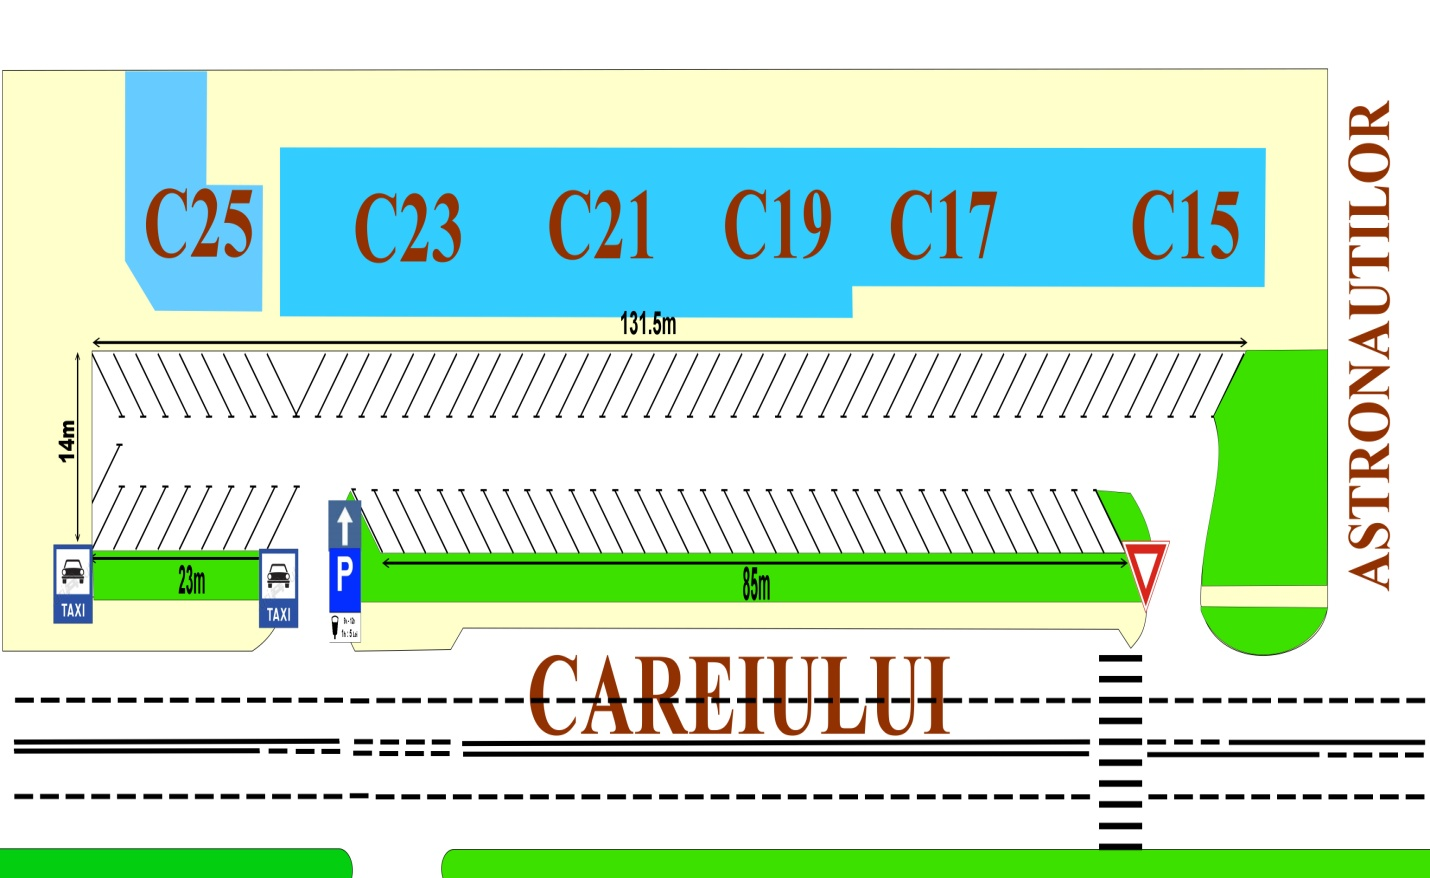 C25
C23
C21
C19
C17
C15
131.5m
14m
ASTRONAUTILOR
23m
85m
TAXI
TAXI
P
CAREIULUI